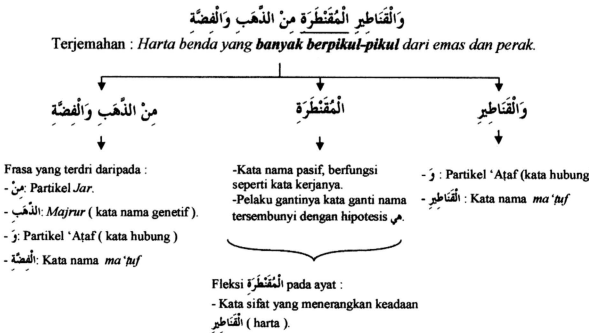 وَالْقَنَاطِيرِ الْمُقَنْطَرَةِ مِنْ الذَّهَبِ وَالْفِضَّةِ
Terjemahan : Harta benda yang banyak berpikul-pikul dari emas dan perak.
مِنْ الذَّهَبِ وَالْفِضَّةِ
الْمُقَنْطَرَةِ
وَالْقَنَاطِيرِ
Frasa yang terdri daripada :
- مِنْ: Partikel Jar.
- الذَّهَبِ: Majrur ( kata nama genetif ).
- وَ: Partikel ‘Aṭaf ( kata hubung )
- الْفِضَّةِ: Kata nama ma‘ṭuf
-Kata nama pasif, berfungsi
seperti kata kerjanya.
-Pelaku gantinya kata ganti nama
tersembunyi dengan hipotesis هي.
- وَ : Partikel ‘Aṭaf (kata hubung
- الْقَنَاطِيرِ : Kata nama ma‘ṭuf
Fleksi الْمُقَنْطَرَةِ pada ayat :
- Kata sifat yang menerangkan keadaan
الْقَنَاطِيرِ ( harta ).